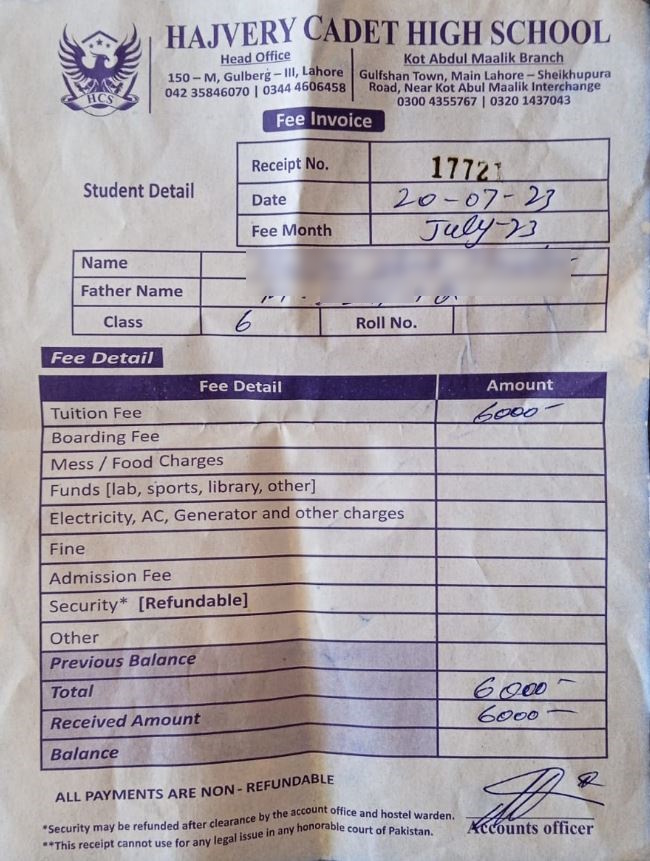 HAJVERY CADET HIGH SCHOOL
HCS
Head Office
150 – M, Gulberg – III, Lahore
042 35846070 | 0344 4606458
Kot Abdul Maalik Branch
Gulfshan Town, Main Lahore – Sheikhupura
Road, Near Kot Abul Maalik Interchange
0300 4355767 | 0320 1437043
Fee Invoice
Student Detail
Receipt No. 17721
Date 20-07-23
Fee Month July-23
Name
Father Name
Class 6 Roll No.
Fee Detail
Fee Detail Amount
Tuition Fee 6000-
Boarding Fee
Mess / Food Charges
Funds [lab, sports, library, other]
Electricity, AC, Generator and other charges
Fine
Admission Fee
Security* [Refundable]
Other
Previous Balance
Total 6000-
Received Amount 6000-
Balance
ALL PAYMENTS ARE NON - REFUNDABLE
*Security may be refunded after clearance by the account office and hostel warden.
**This receipt cannot use for any legal issue in any honorable court of Pakistan.
Accounts officer